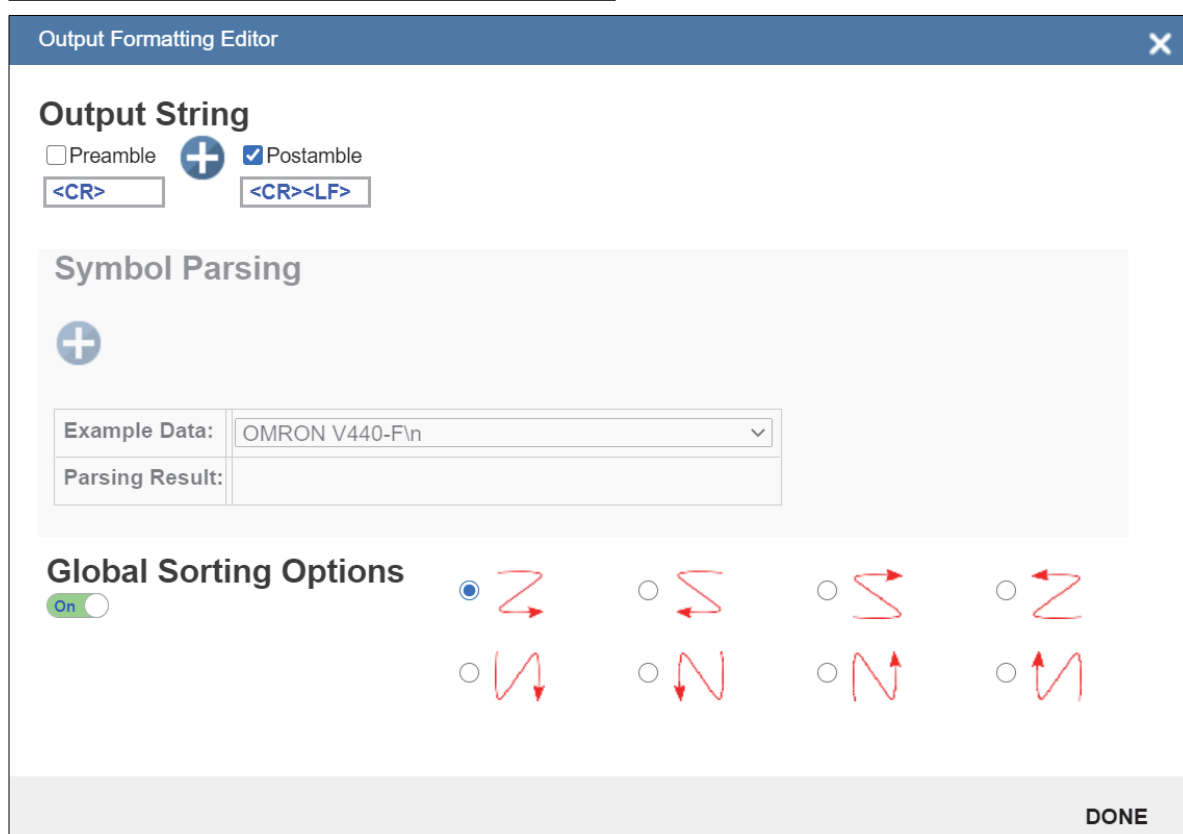 Output Formatting Editor
Output String
Preamble
Postamble
<CR>
<CR><LF>
Symbol Parsing
Example Data:
OMRON V440-F\n
Parsing Result:
Global Sorting Options
On
DONE